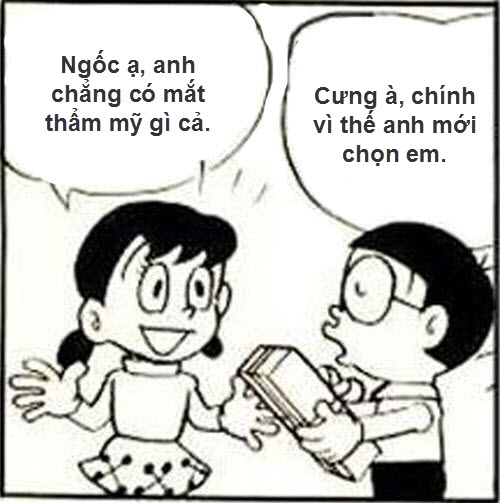 Ngốc ạ, anh
chẳng có mắt
thẩm mỹ gì cả.
Cưng à, chính
vì thế anh mới
chọn em.